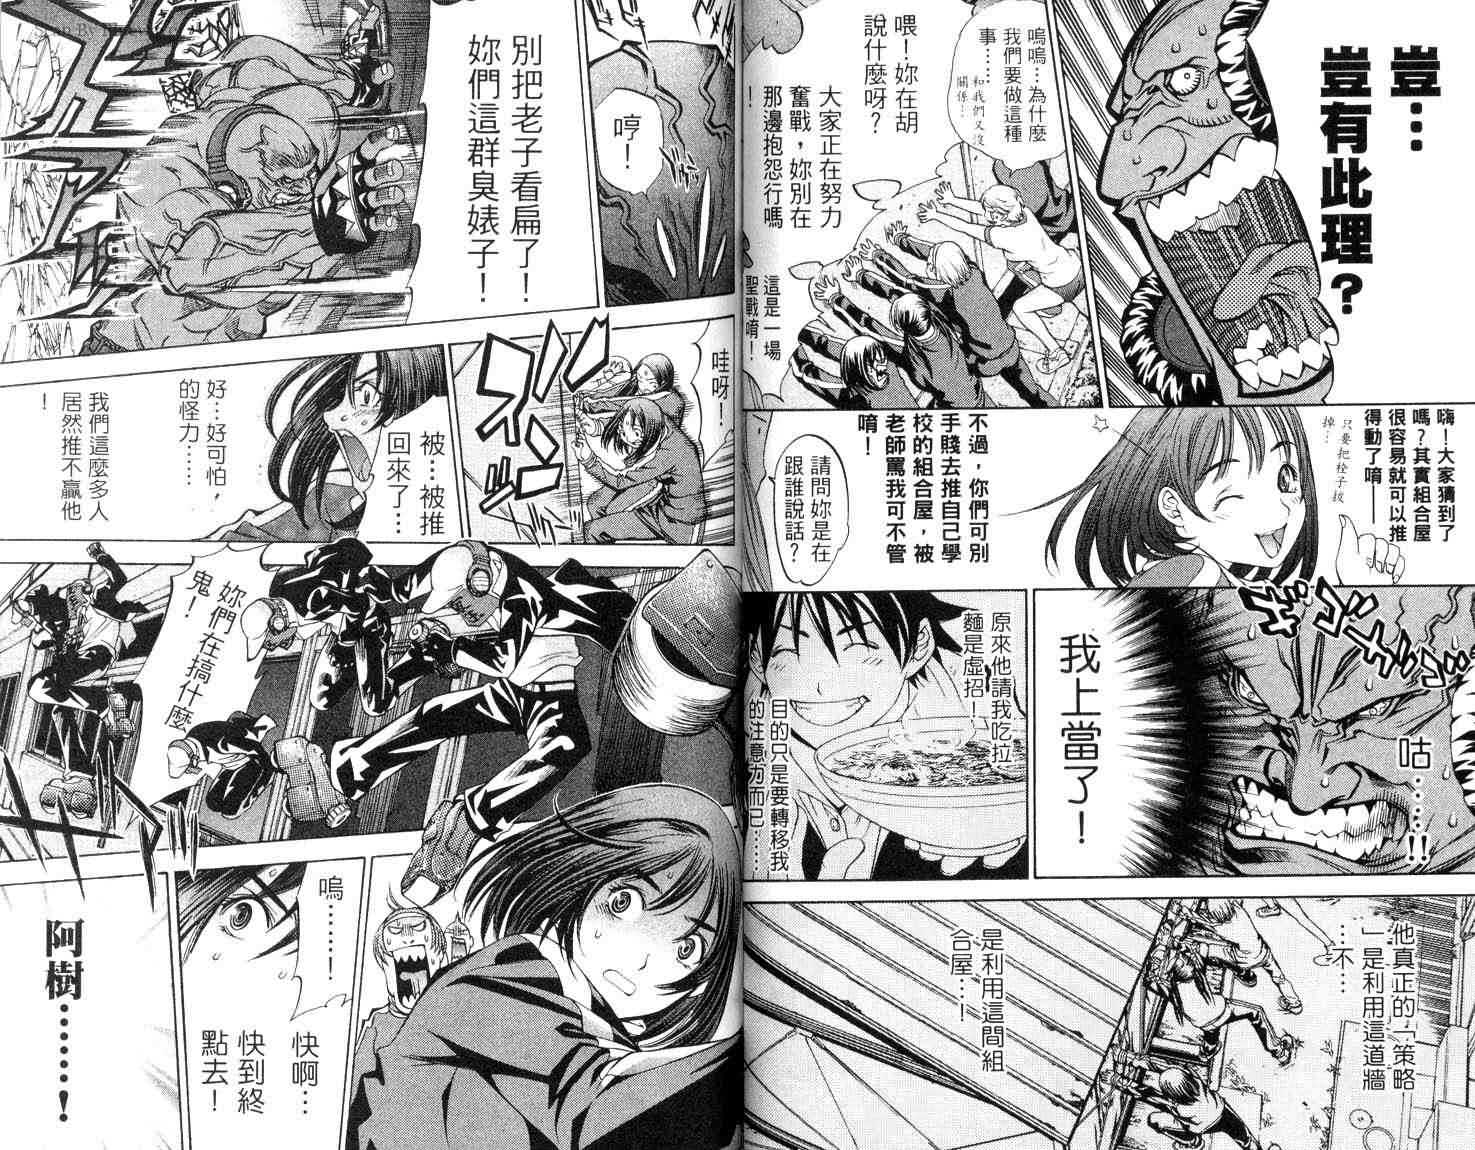 豈…
豈有此理？
嗚嗚…為什麼
我們要做這種
事……
和我們又沒
關係…
喂！妳在胡
說什麼呀？
大家正在努力
奮戰，妳別在
那邊抱怨行嗎
！
這是一場
聖戰唷！
嗨！大家猜到了
嗎？其實組合屋
很容易就可以推
得動了唷——
只要把栓子拔
掉…
不過，你們可別
手賤去推自己學
校的組合屋，被
老師罵我可不管
唷！
請問妳是在
跟誰說話？
咕……!!
我上當了！
原來他請我吃拉
麵是虛招！
目的只是要轉移我
的注意力而已……
他真正的「策略
」是利用這道牆
…不…
是利用這間組
合屋……！
哼！
別把老子看扁了！
妳們這群臭婊子！
哇呀！
被…被推
回來了…
好…好可怕，
的怪力……
我們這麼多人
居然推不贏他
！
妳們在搞什麼
鬼！
快啊…
快到終
點去！
嗚……！
阿樹……！